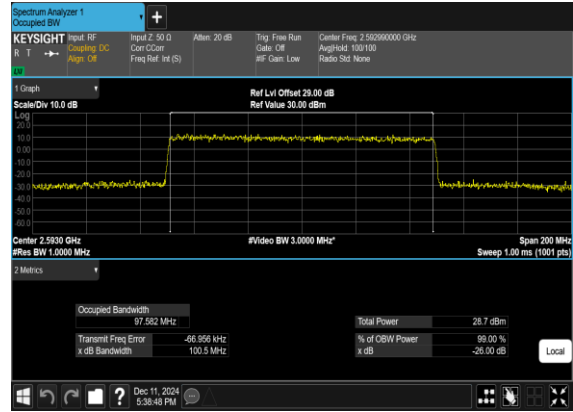 Spectrum Analyzer 1
Occupied BW
KEYSIGHT Input: RF Input Z: 50 Ω Atten: 20 dB Trig: Free Run Center Freq: 2.592990000 GHz
R T Coupling: DC Corr CCorr Gate: Off Avg|Hold: 100/100
Align: Off Freq Ref: Int (S) #IF Gain: Low Radio Std: None
LW
1 Graph
Ref Lvl Offset 29.00 dB
Scale/Div 10.0 dB Ref Value 30.00 dBm
Log
20.0
10.0
0.00
-10.0
-20.0
-30.0
-40.0
-50.0
-60.0
Center 2.5930 GHz #Video BW 3.0000 MHz* Span 200 MHz
#Res BW 1.0000 MHz Sweep 1.00 ms (1001 pts)
2 Metrics
Occupied Bandwidth
97.582 MHz Total Power 28.7 dBm
Transmit Freq Error -66.956 kHz % of OBW Power 99.00 %
x dB Bandwidth 100.5 MHz x dB -26.00 dB
Local
? Dec 11, 2024
5:38:48 PM